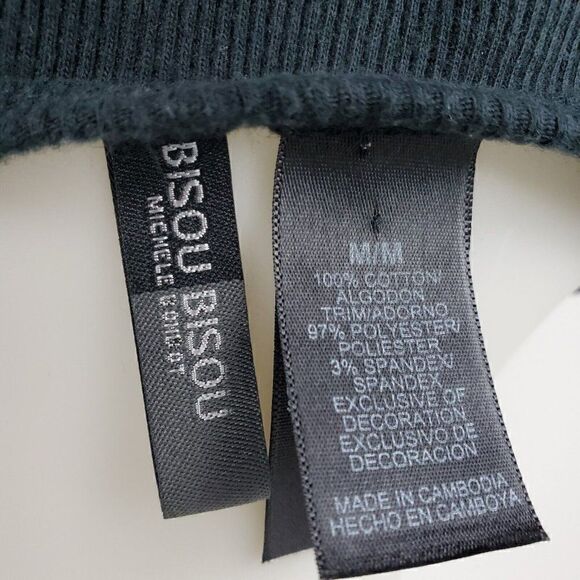 BISOU BISOU
MICHELE BOHBOT
M/M
100% COTTON/
ALGODON
TRIM/ADORNO
97% POLYESTER/
POLIESTER
3% SPANDEX/
SPANDEX
EXCLUSIVE OF
DECORATION
EXCLUSIVO DE
DECORACION
MADE IN CAMBODIA
HECHO EN CAMBOYA